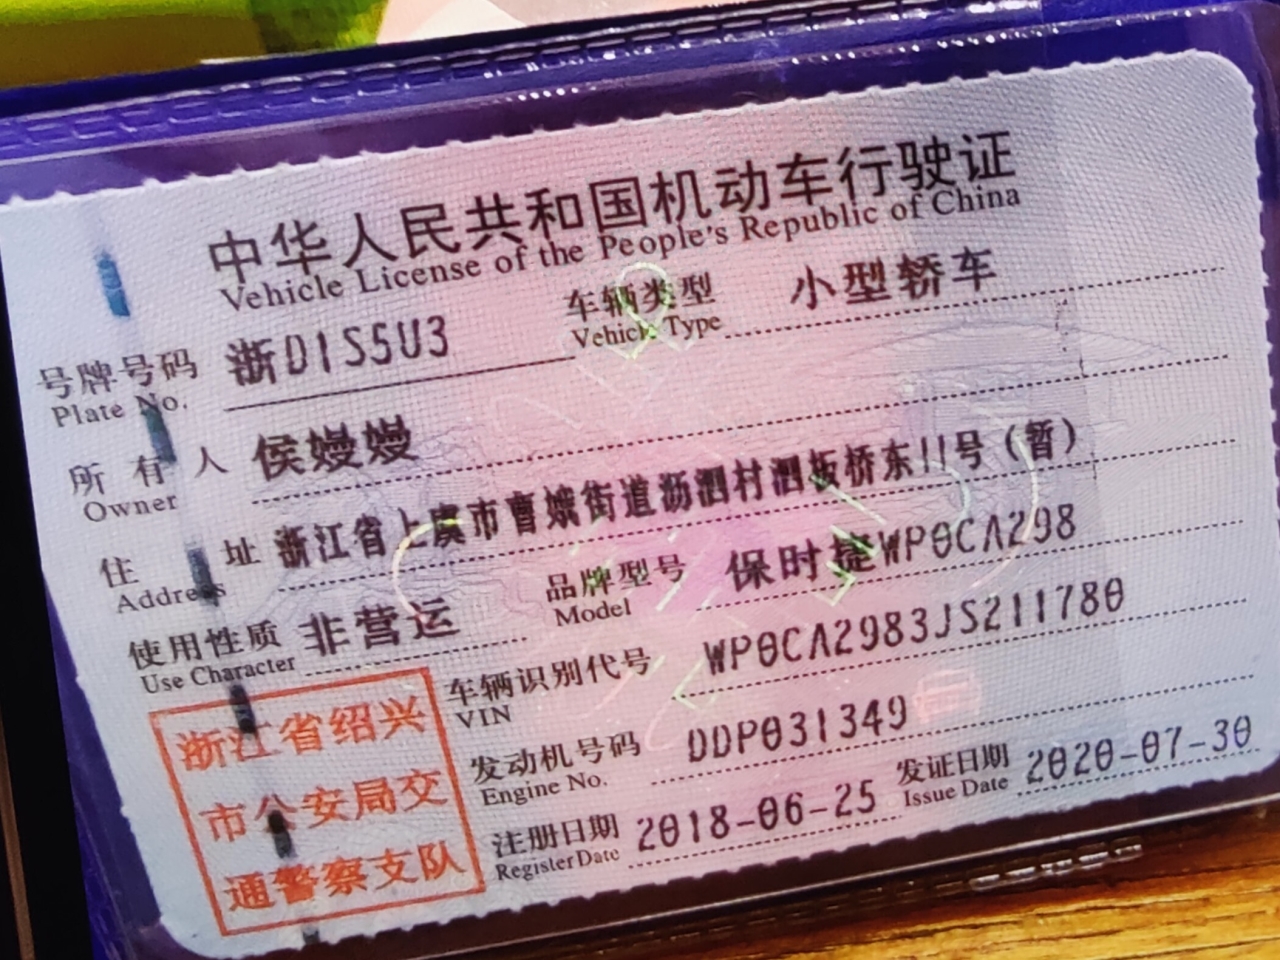 中华人民共和国机动车行驶证
Vehicle License of the People's Republic of China
号牌号码 浙D1S5U3 车辆类型 小型轿车
Plate No. Vehicle Type
所有人 侯嫚嫚
Owner
住址 浙江省上虞市曹娥街道沥泗村泗板桥东11号（暂）
Address
使用性质 非营运 品牌型号 保时捷WP0CA298
Use Character Model
车辆识别代号 WP0CA2983JS211780
VIN
发动机号码 DDP031349
Engine No.
注册日期 2018-06-25 发证日期 2020-07-30
Register Date Issue Date
浙江省绍兴
市公安局交
通警察支队